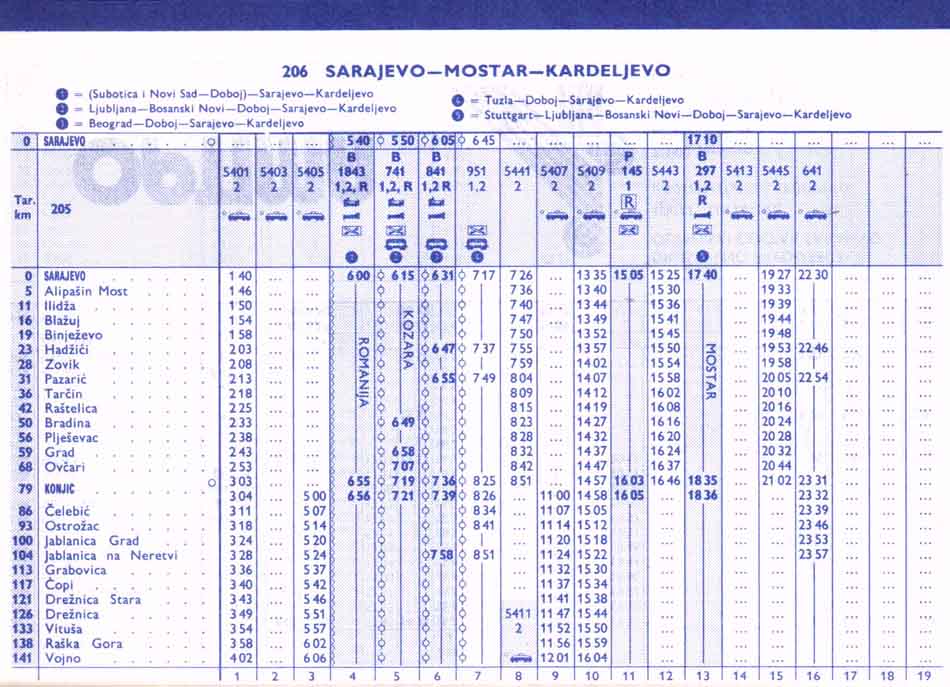 206 SARAJEVO—MOSTAR—KARDELJEVO
1 = (Subotica i Novi Sad—Doboj)—Sarajevo—Kardeljevo
2 = Ljubljana—Bosanski Novi—Doboj—Sarajevo—Kardeljevo
3 = Beograd—Doboj—Sarajevo—Kardeljevo
4 = Tuzla—Doboj—Sarajevo—Kardeljevo
5 = Stuttgart—Ljubljana—Bosanski Novi—Doboj—Sarajevo—Kardeljevo
0 SARAJEVO ... ... ... 5 40 5 50 6 05 6 45 ... ... ... ... ... 17 10 ... ... ... ... ... ...
B B B P B
5401 5403 5405 1843 741 841 951 5441 5407 5409 145 5443 297 5413 5445 641
2 2 2 1,2, R 1,2, R 1,2 R 1,2 2 2 2 1 2 1,2 2 2 2
Tar. km 205 R R
0 SARAJEVO 1 40 ... ... 6 00 6 15 6 31 7 17 7 26 ... 13 35 15 05 15 25 17 40 ... 19 27 22 30 ... ... ...
5 Alipašin Most 1 46 ... ... 7 36 ... 13 40 15 30 ... 19 33 ... ... ...
11 Ilidža 1 50 ... ... 7 40 ... 13 44 15 36 ... 19 39 ... ... ...
16 Blažuj 1 54 ... ... 7 47 ... 13 49 15 41 ... 19 44 ... ... ...
19 Binježevo 1 58 ... ... 7 50 ... 13 52 15 45 ... 19 48 ... ... ...
23 Hadžići 2 03 ... ... 6 47 7 37 7 55 ... 13 57 15 50 ... 19 53 22 46 ... ... ...
28 Zovik 2 08 ... ... 7 59 ... 14 02 15 54 ... 19 58 ... ... ...
31 Pazarić 2 13 ... ... 6 55 7 49 8 04 ... 14 07 15 58 ... 20 05 22 54 ... ... ...
36 Tarčin 2 18 ... ... 8 09 ... 14 12 16 02 ... 20 10 ... ... ...
42 Raštelica 2 25 ... ... 8 15 ... 14 19 16 08 ... 20 16 ... ... ...
50 Bradina 2 33 ... ... 6 49 8 23 ... 14 27 16 16 ... 20 24 ... ... ...
56 Plješevac 2 38 ... ... 8 28 ... 14 32 16 20 ... 20 28 ... ... ...
59 Grad 2 43 ... ... 6 58 8 32 ... 14 37 16 24 ... 20 32 ... ... ...
68 Ovčari 2 53 ... ... 7 07 8 42 ... 14 47 16 37 ... 20 44 ... ... ...
79 KONJIC 3 03 ... ... 6 55 7 19 7 36 8 25 8 51 ... 14 57 16 03 16 46 18 35 ... 21 02 23 31 ... ... ...
3 04 ... 5 00 6 56 7 21 7 39 8 26 ... 11 00 14 58 16 05 ... 18 36 ... ... 23 32 ... ... ...
86 Čelebić 3 11 ... 5 07 8 34 ... 11 07 15 05 ... ... ... 23 39 ... ... ...
93 Ostrožac 3 18 ... 5 14 8 41 ... 11 14 15 12 ... ... ... 23 46 ... ... ...
100 Jablanica Grad 3 24 ... 5 20 ... 11 20 15 18 ... ... ... 23 53 ... ... ...
104 Jablanica na Neretvi 3 28 ... 5 24 7 58 8 51 ... 11 24 15 22 ... ... ... 23 57 ... ... ...
113 Grabovica 3 36 ... 5 37 ... 11 32 15 30 ... ... ... ... ... ...
117 Čopi 3 40 ... 5 42 ... 11 37 15 34 ... ... ... ... ... ...
121 Drežnica Stara 3 43 ... 5 46 ... 11 41 15 38 ... ... ... ... ... ...
126 Drežnica 3 49 ... 5 51 5411 11 47 15 44 ... ... ... ... ... ...
133 Vituša 3 54 ... 5 57 2 11 52 15 50 ... ... ... ... ... ...
138 Raška Gora 3 58 ... 6 02 11 56 15 59 ... ... ... ... ... ...
141 Vojno 4 02 ... 6 06 12 01 16 04 ... ... ... ... ... ...
ROMANIJA
KOZARA
MOSTAR
1 2 3 4 5 6 7 8 9 10 11 12 13 14 15 16 17 18 19